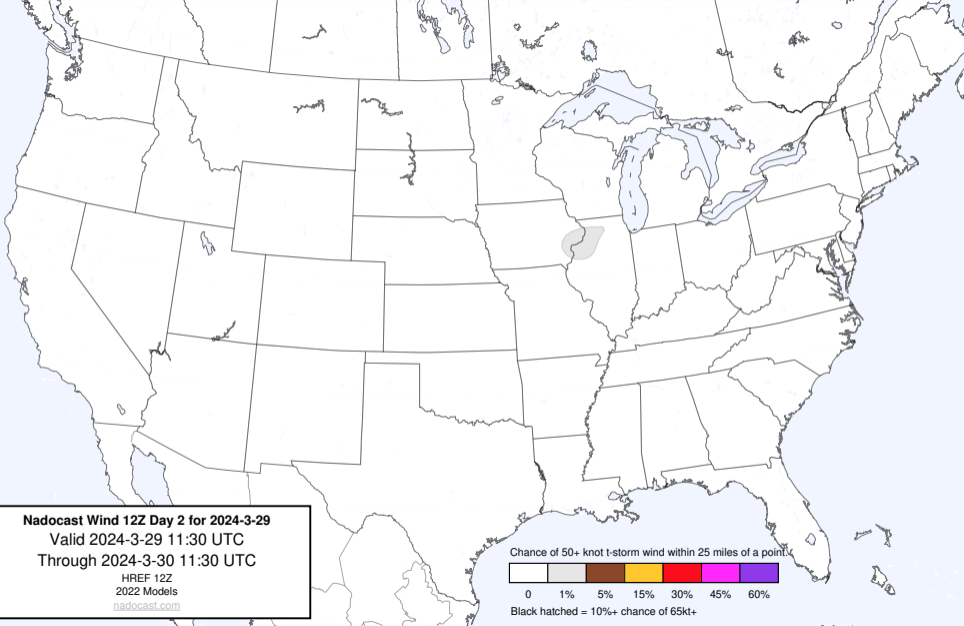 Nadocast Wind 12Z Day 2 for 2024-3-29
Valid 2024-3-29 11:30 UTC
Through 2024-3-30 11:30 UTC
HREF 12Z
2022 Models
nadocast.com
Chance of 50+ knot t-storm wind within 25 miles of a point.
0 1% 5% 15% 30% 45% 60%
Black hatched = 10%+ chance of 65kt+